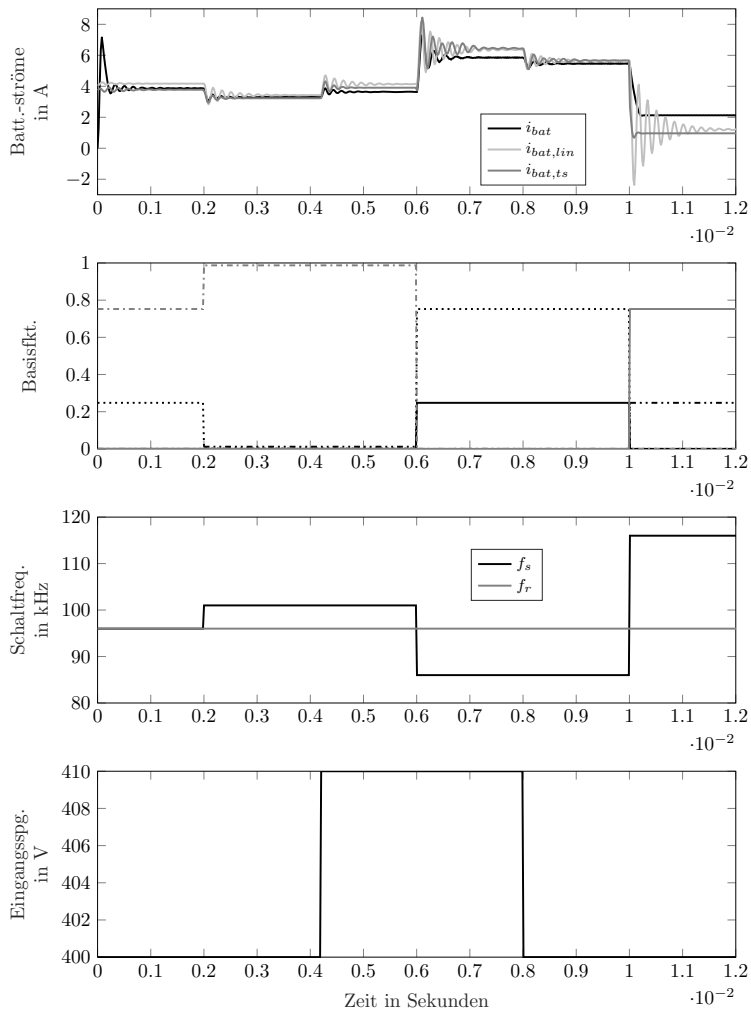 8
6
4
2
0
−2
Batt.-ströme
in A
i_bat
i_bat,lin
i_bat,ts
0 0.1 0.2 0.3 0.4 0.5 0.6 0.7 0.8 0.9 1 1.1 1.2
·10−2
1
0.8
0.6
0.4
0.2
0
Basisfkt.
0 0.1 0.2 0.3 0.4 0.5 0.6 0.7 0.8 0.9 1 1.1 1.2
·10−2
120
110
100
90
80
Schaltfreq.
in kHz
f_s
f_r
0 0.1 0.2 0.3 0.4 0.5 0.6 0.7 0.8 0.9 1 1.1 1.2
·10−2
410
408
406
404
402
400
Eingangsspg.
in V
0 0.1 0.2 0.3 0.4 0.5 0.6 0.7 0.8 0.9 1 1.1 1.2
·10−2
Zeit in Sekunden